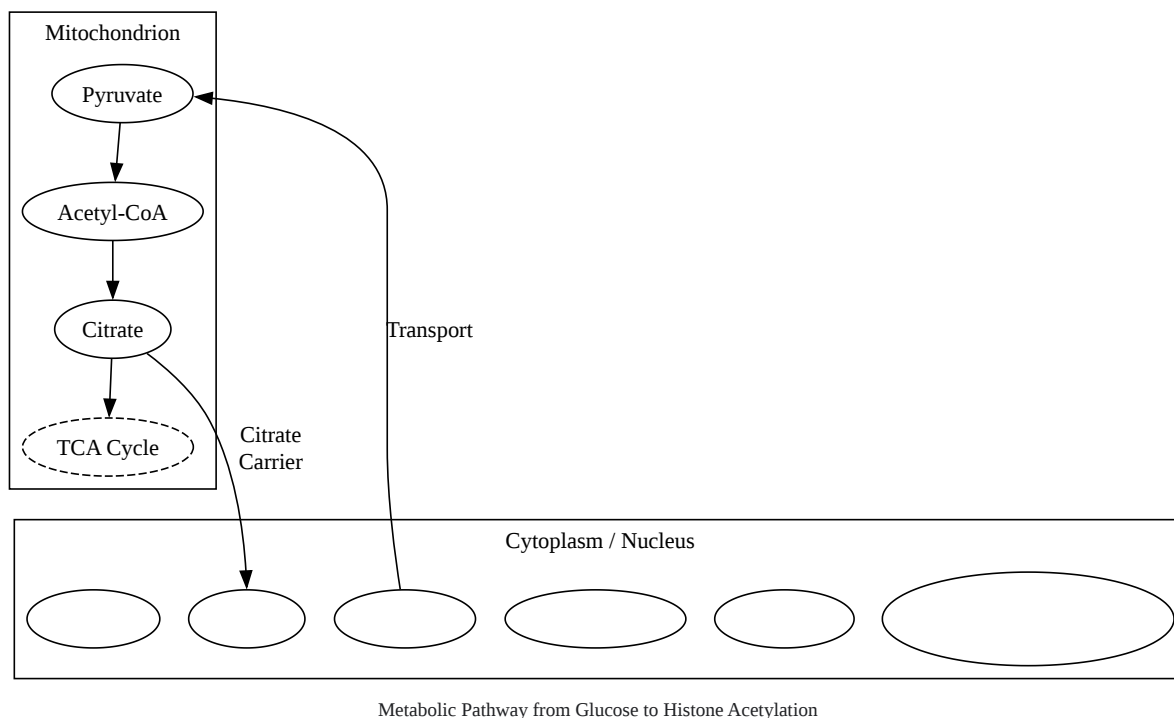 Mitochondrion
Pyruvate
Acetyl-CoA
Citrate
Transport
Citrate
Carrier
TCA Cycle
Cytoplasm / Nucleus
Metabolic Pathway from Glucose to Histone Acetylation